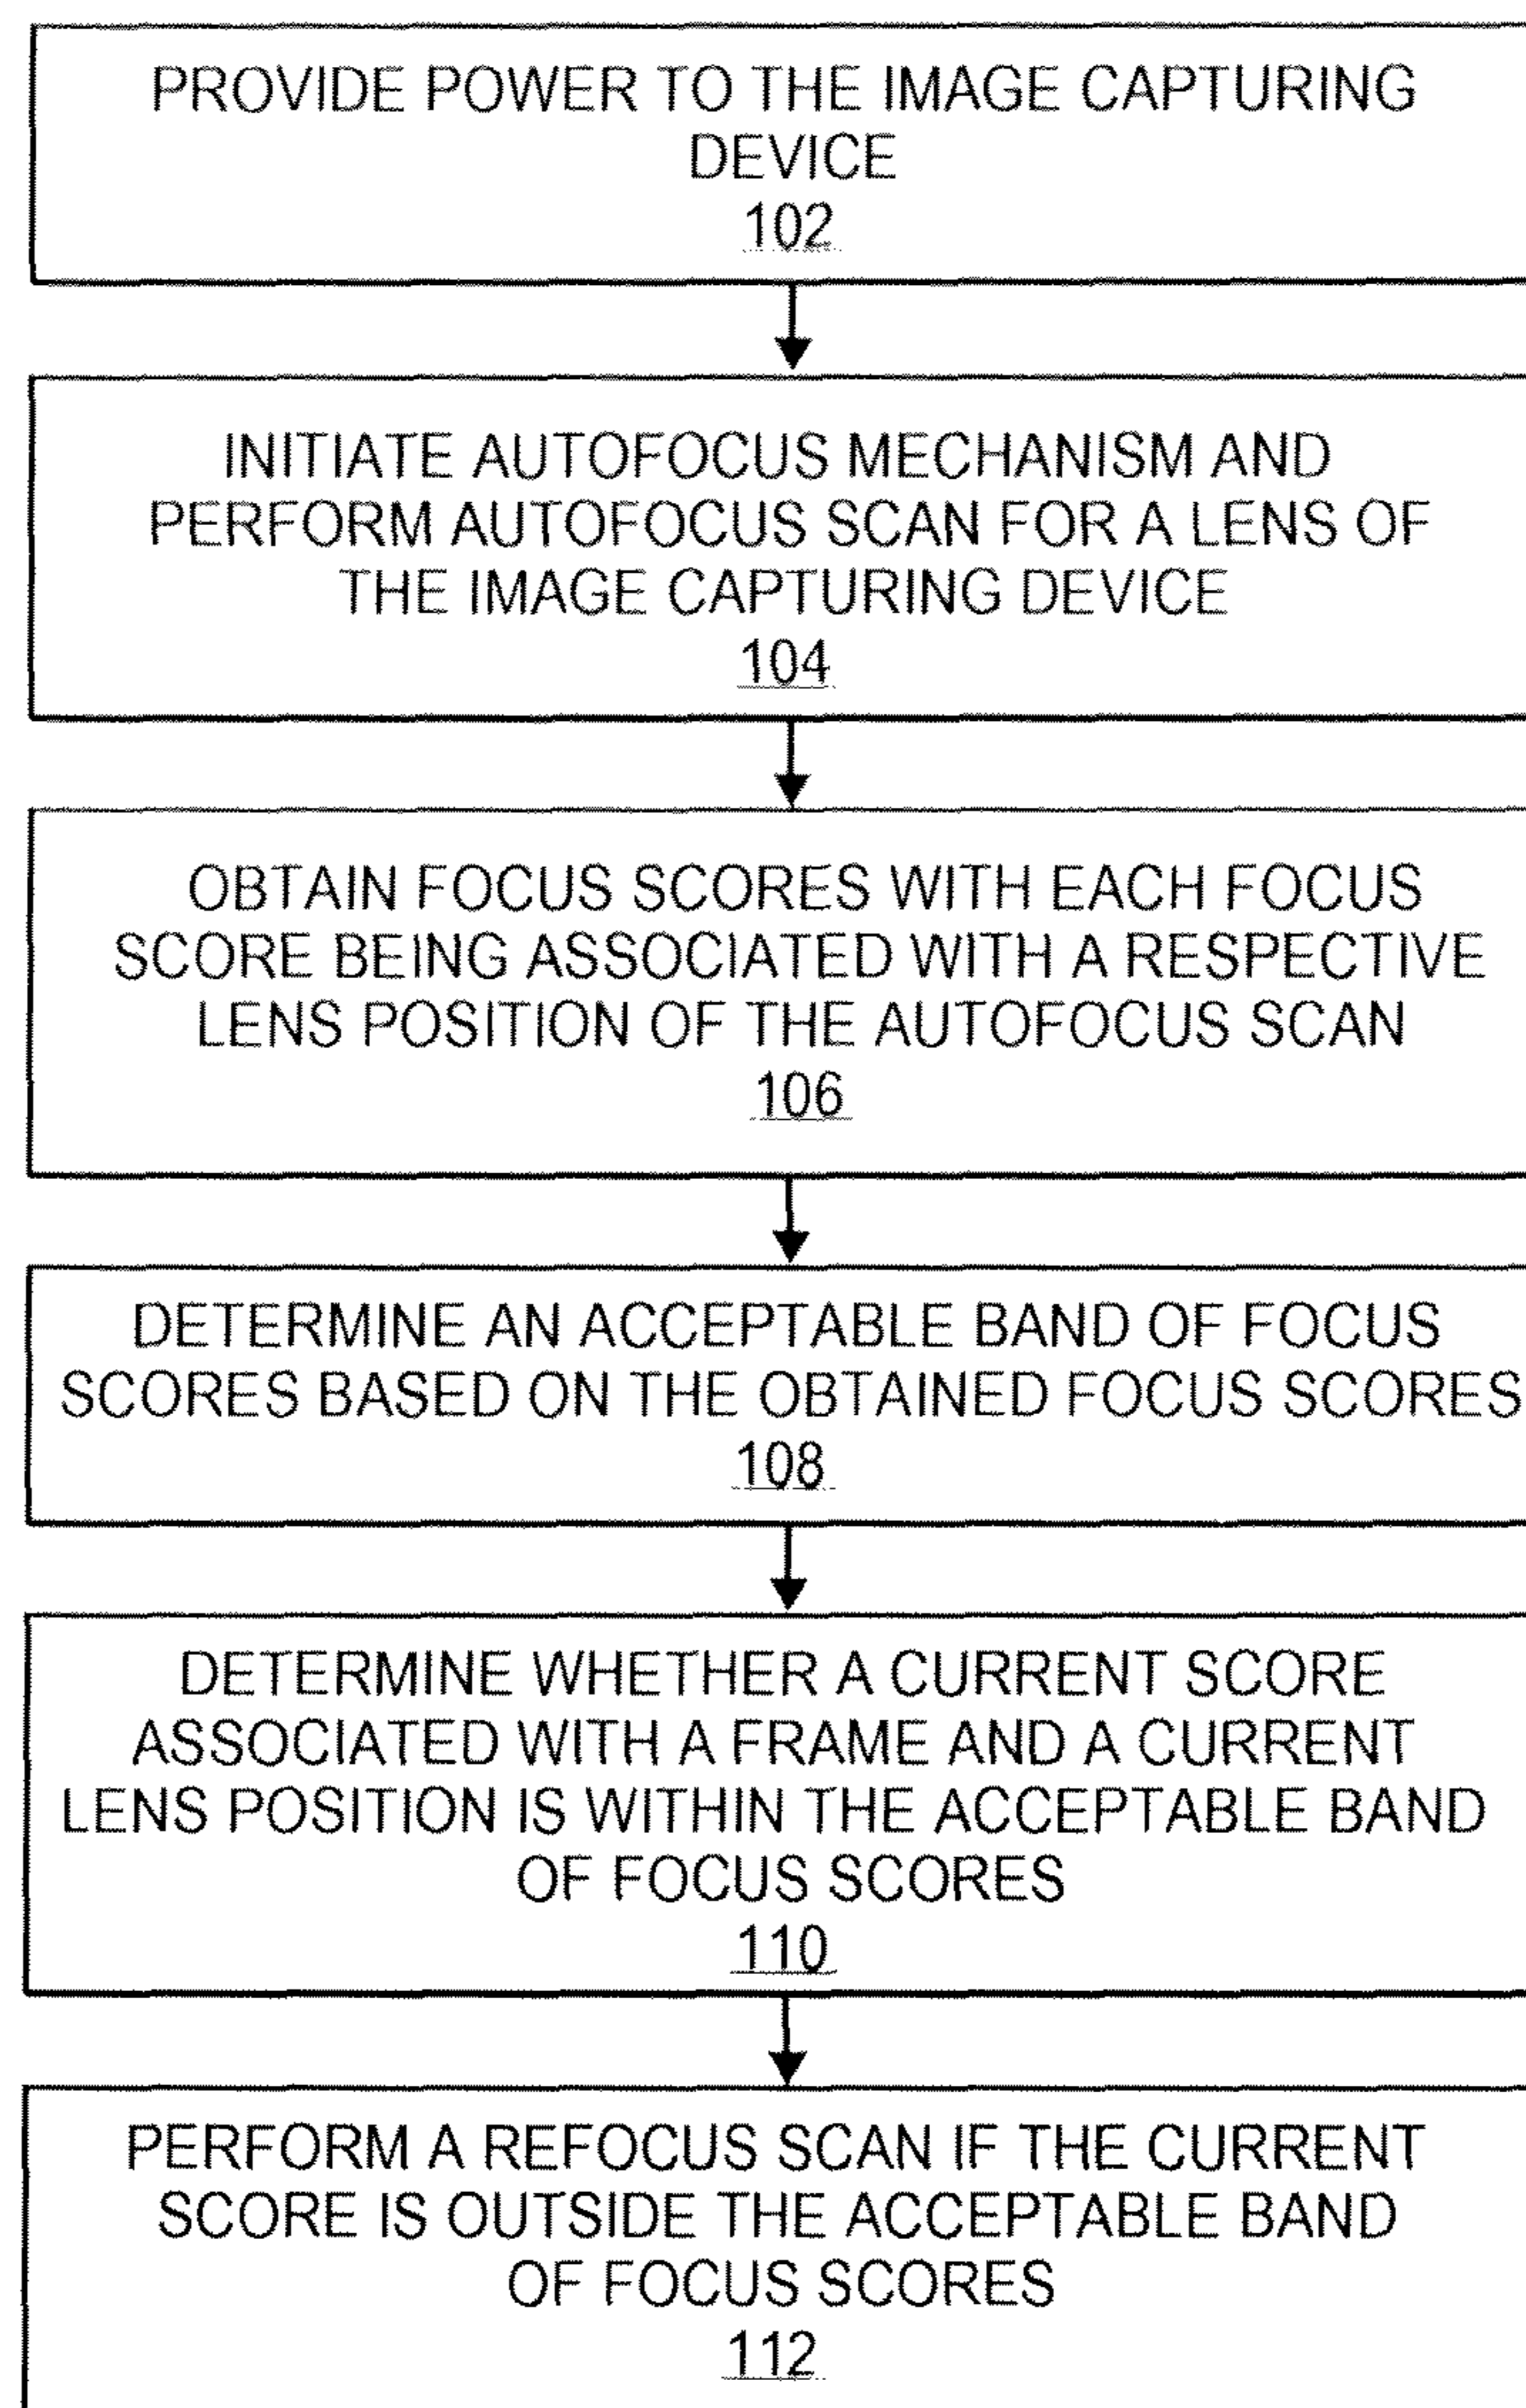 PROVIDE POWER TO THE IMAGE CAPTURING
DEVICE
102
INITIATE AUTOFOCUS MECHANISM AND
PERFORM AUTOFOCUS SCAN FOR A LENS OF
THE IMAGE CAPTURING DEVICE
104
OBTAIN FOCUS SCORES WITH EACH FOCUS
SCORE BEING ASSOCIATED WITH A RESPECTIVE
LENS POSITION OF THE AUTOFOCUS SCAN
106
DETERMINE AN ACCEPTABLE BAND OF FOCUS
SCORES BASED ON THE OBTAINED FOCUS SCORES
108
DETERMINE WHETHER A CURRENT SCORE
ASSOCIATED WITH A FRAME AND A CURRENT
LENS POSITION IS WITHIN THE ACCEPTABLE BAND
OF FOCUS SCORES
110
PERFORM A REFOCUS SCAN IF THE CURRENT
SCORE IS OUTSIDE THE ACCEPTABLE BAND
OF FOCUS SCORES
112